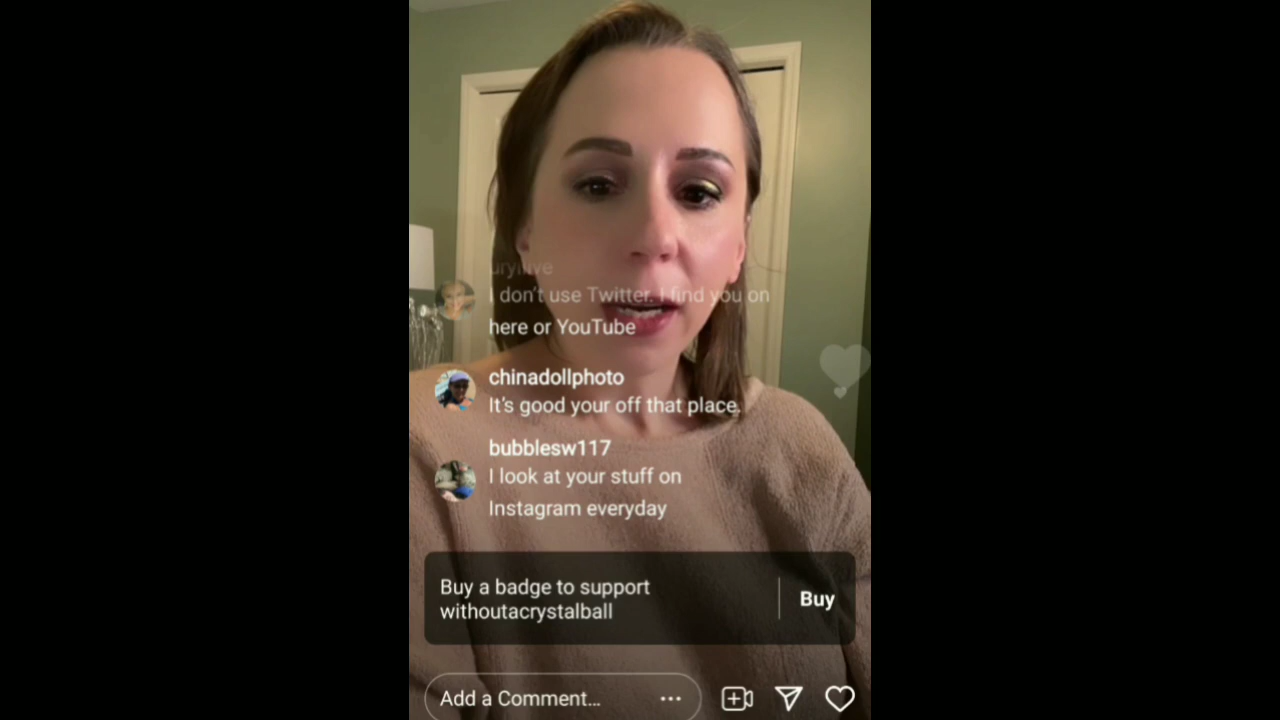 I don't use Twitter. I find you on
here or YouTube
chinadollphoto
It's good your off that place.
bubblesw117
I look at your stuff on
Instagram everyday
Buy a badge to support
withoutacrystalball
Buy
Add a Comment...